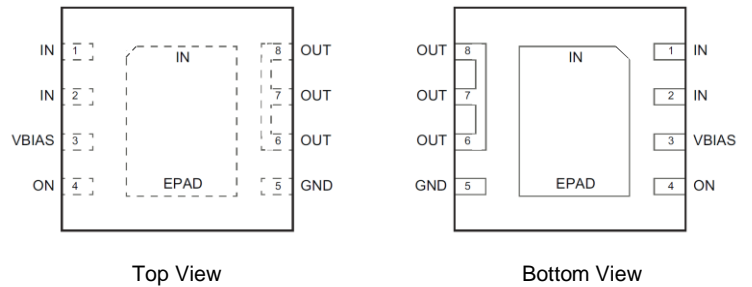 IN 1 IN 8 OUT
IN 2 7 OUT
VBIAS 3 6 OUT
ON 4 EPAD 5 GND
Top View
OUT 8 IN 1 IN
OUT 7 2 IN
OUT 6 3 VBIAS
GND 5 EPAD 4 ON
Bottom View